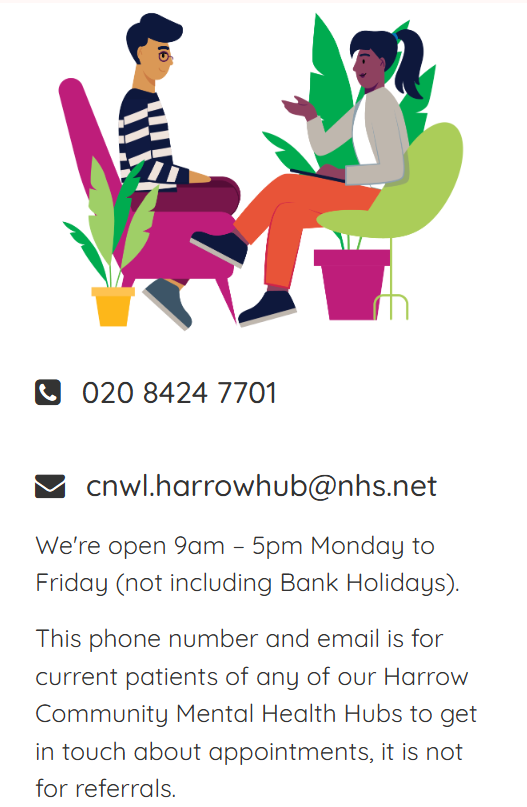 020 8424 7701
cnwl.harrowhub@nhs.net
We're open 9am – 5pm Monday to
Friday (not including Bank Holidays).
This phone number and email is for
current patients of any of our Harrow
Community Mental Health Hubs to get
in touch about appointments, it is not
for referrals.